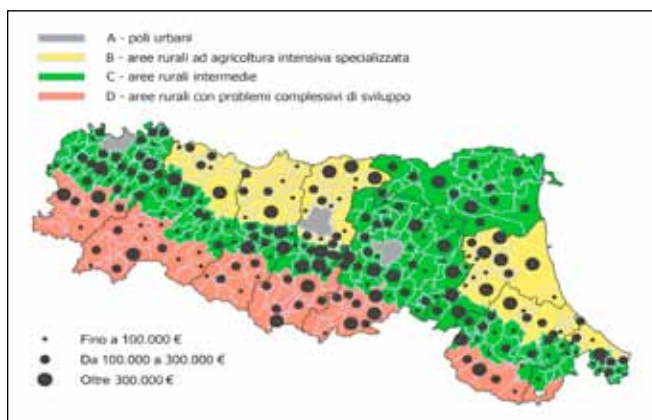 A - poli urbani
B - aree rurali ad agricoltura intensiva specializzata
C - aree rurali intermedie
D - aree rurali con problemi complessivi di sviluppo
Fino a 100.000 €
Da 100.000 a 300.000 €
Oltre 300.000 €